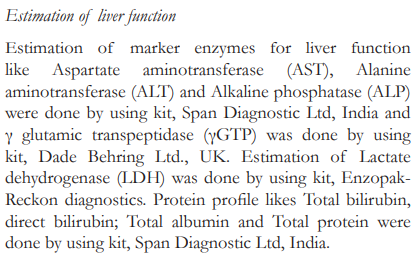 Estimation of liver function
Estimation of marker enzymes for liver function
like Aspartate aminotransferase (AST), Alanine
aminotransferase (ALT) and Alkaline phosphatase (ALP)
were done by using kit, Span Diagnostic Ltd, India and
γ glutamic transpeptidase (γGTP) was done by using
kit, Dade Behring Ltd., UK. Estimation of Lactate
dehydrogenase (LDH) was done by using kit, Enzopak-
Reckon diagnostics. Protein profile likes Total bilirubin,
direct bilirubin; Total albumin and Total protein were
done by using kit, Span Diagnostic Ltd, India.